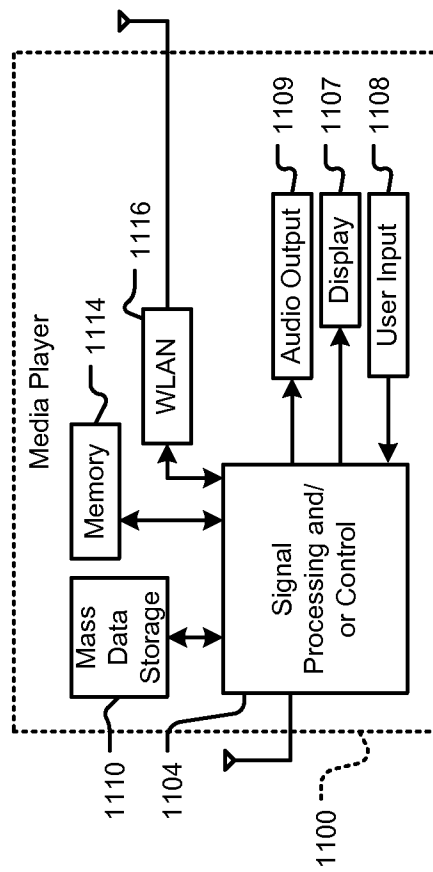 Media Player
1110
Mass
Data
Storage
Memory
1114
WLAN
1116
1104
Signal
Processing and/
or Control
Audio Output
1109
Display
1107
User Input
1108
1100